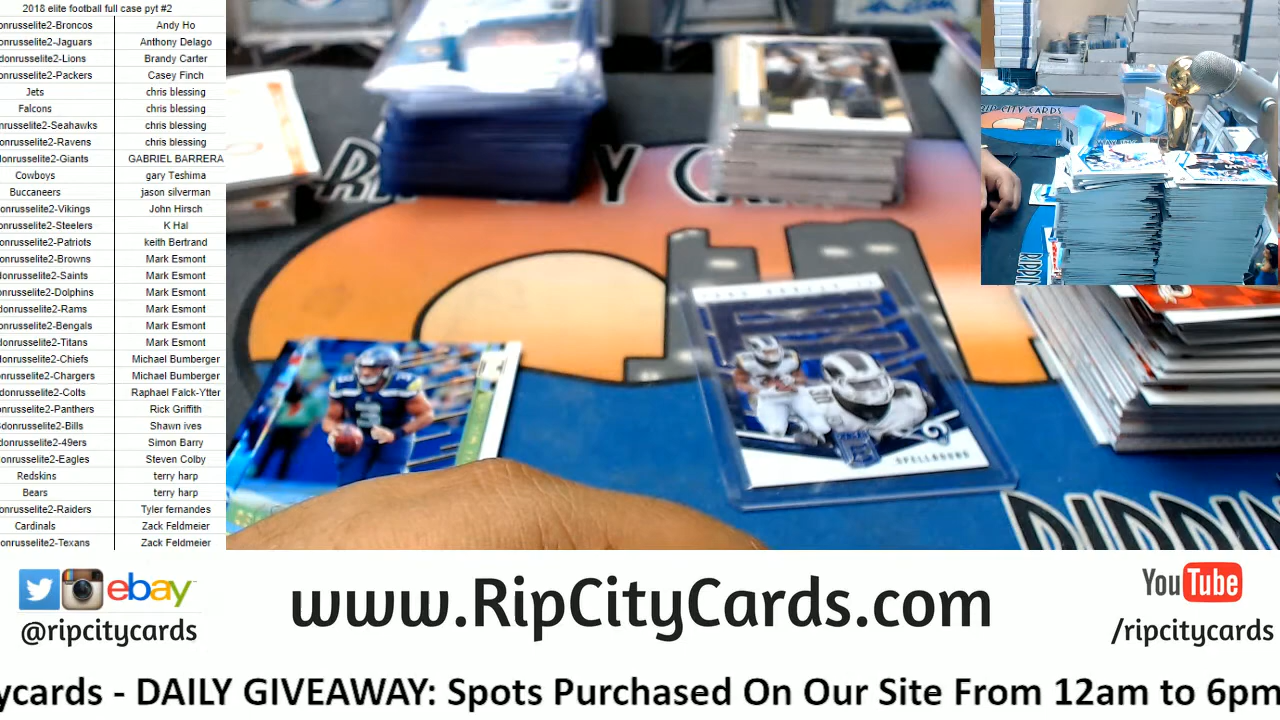 2018 elite football full case pyt #2
onrusselite2-Broncos Andy Ho
onrusselite2-Jaguars Anthony Delago
donrusselite2-Lions Brandy Carter
onrusselite2-Packers Casey Finch
Jets chris blessing
Falcons chris blessing
nrusselite2-Seahawks chris blessing
onrusselite2-Ravens chris blessing
donrusselite2-Giants GABRIEL BARRERA
Cowboys gary Teshima
Buccaneers jason silverman
onrusselite2-Vikings John Hirsch
onrusselite2-Steelers K Hal
onrusselite2-Patriots keith Bertrand
onrusselite2-Browns Mark Esmont
donrusselite2-Saints Mark Esmont
onrusselite2-Dolphins Mark Esmont
donrusselite2-Rams Mark Esmont
onrusselite2-Bengals Mark Esmont
donrusselite2-Titans Mark Esmont
onrusselite2-Chiefs Michael Bumberger
nrusselite2-Chargers Michael Bumberger
donrusselite2-Colts Raphael Falck-Ytter
onrusselite2-Panthers Rick Griffith
donrusselite2-Bills Shawn ives
donrusselite2-49ers Simon Barry
onrusselite2-Eagles Steven Colby
Redskins terry harp
Bears terry harp
onrusselite2-Raiders Tyler fernandes
Cardinals Zack Feldmeier
onrusselite2-Texans Zack Feldmeier
RIP CITY CARDS
SPELLBOUND
RIPPIN
ebay
@ripcitycards
www.RipCityCards.com
YouTube
/ripcitycards
ycards - DAILY GIVEAWAY: Spots Purchased On Our Site From 12am to 6pm